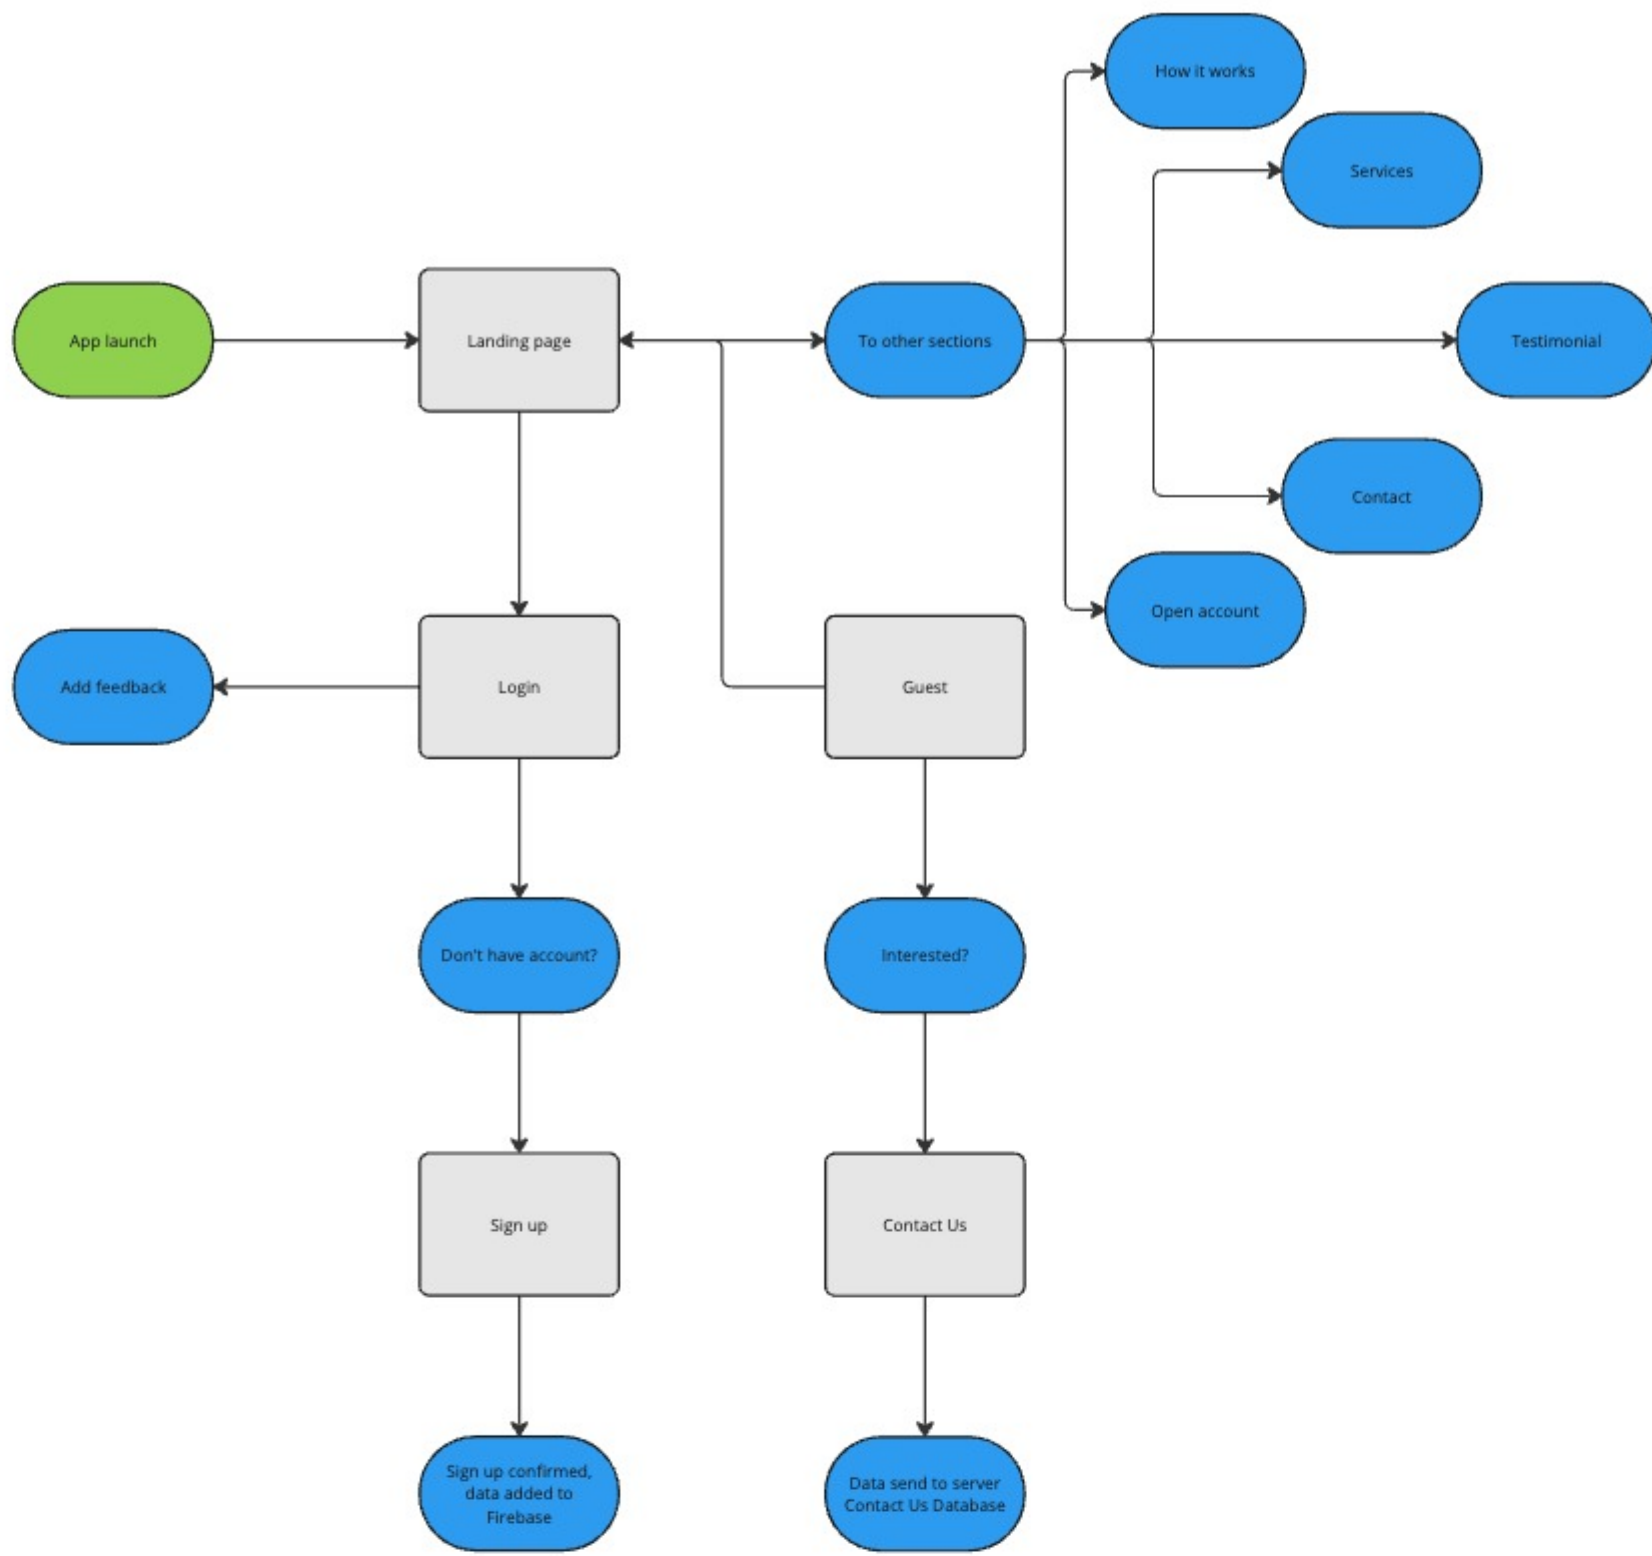 How it works
Services
App launch
Landing page
To other sections
Testimonial
Contact
Open account
Add feedback
Login
Guest
Don't have account?
Interested?
Sign up
Contact Us
Sign up confirmed,
data added to
Firebase
Data send to server
Contact Us Database